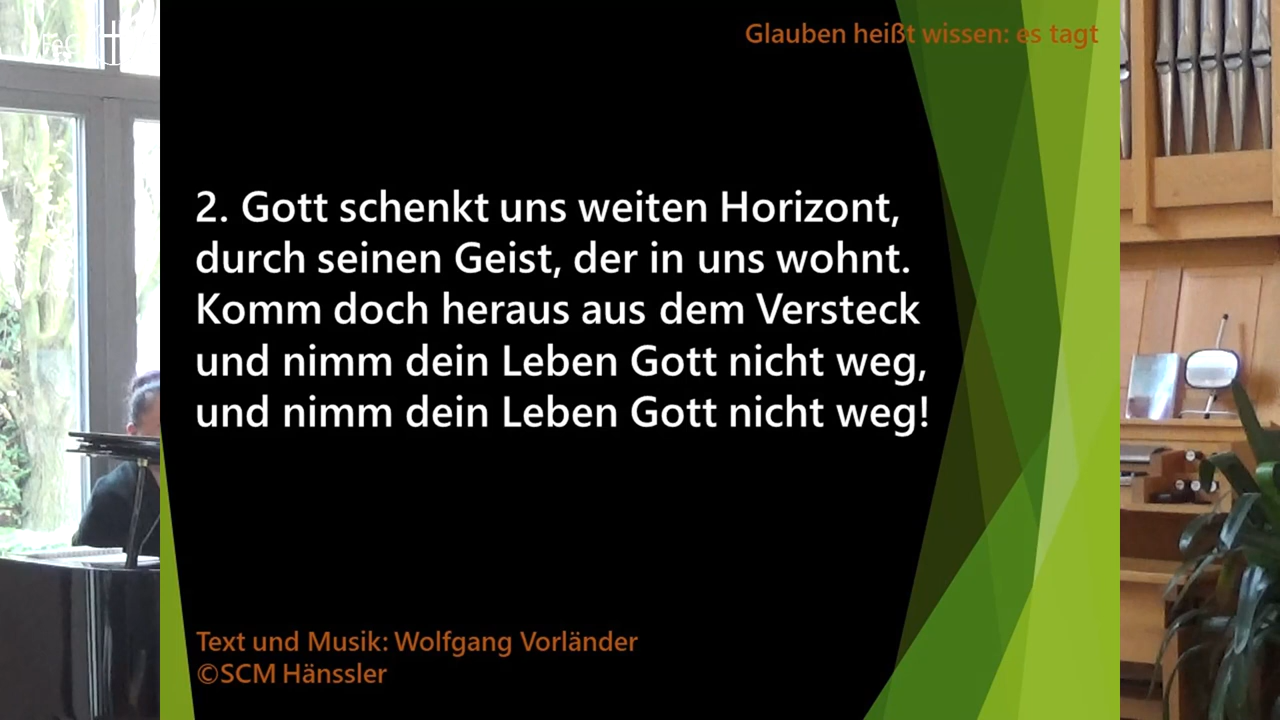 Glauben heißt wissen: es tagt
2. Gott schenkt uns weiten Horizont,
durch seinen Geist, der in uns wohnt.
Komm doch heraus aus dem Versteck
und nimm dein Leben Gott nicht weg,
und nimm dein Leben Gott nicht weg!
Text und Musik: Wolfgang Vorländer
©SCM Hänssler